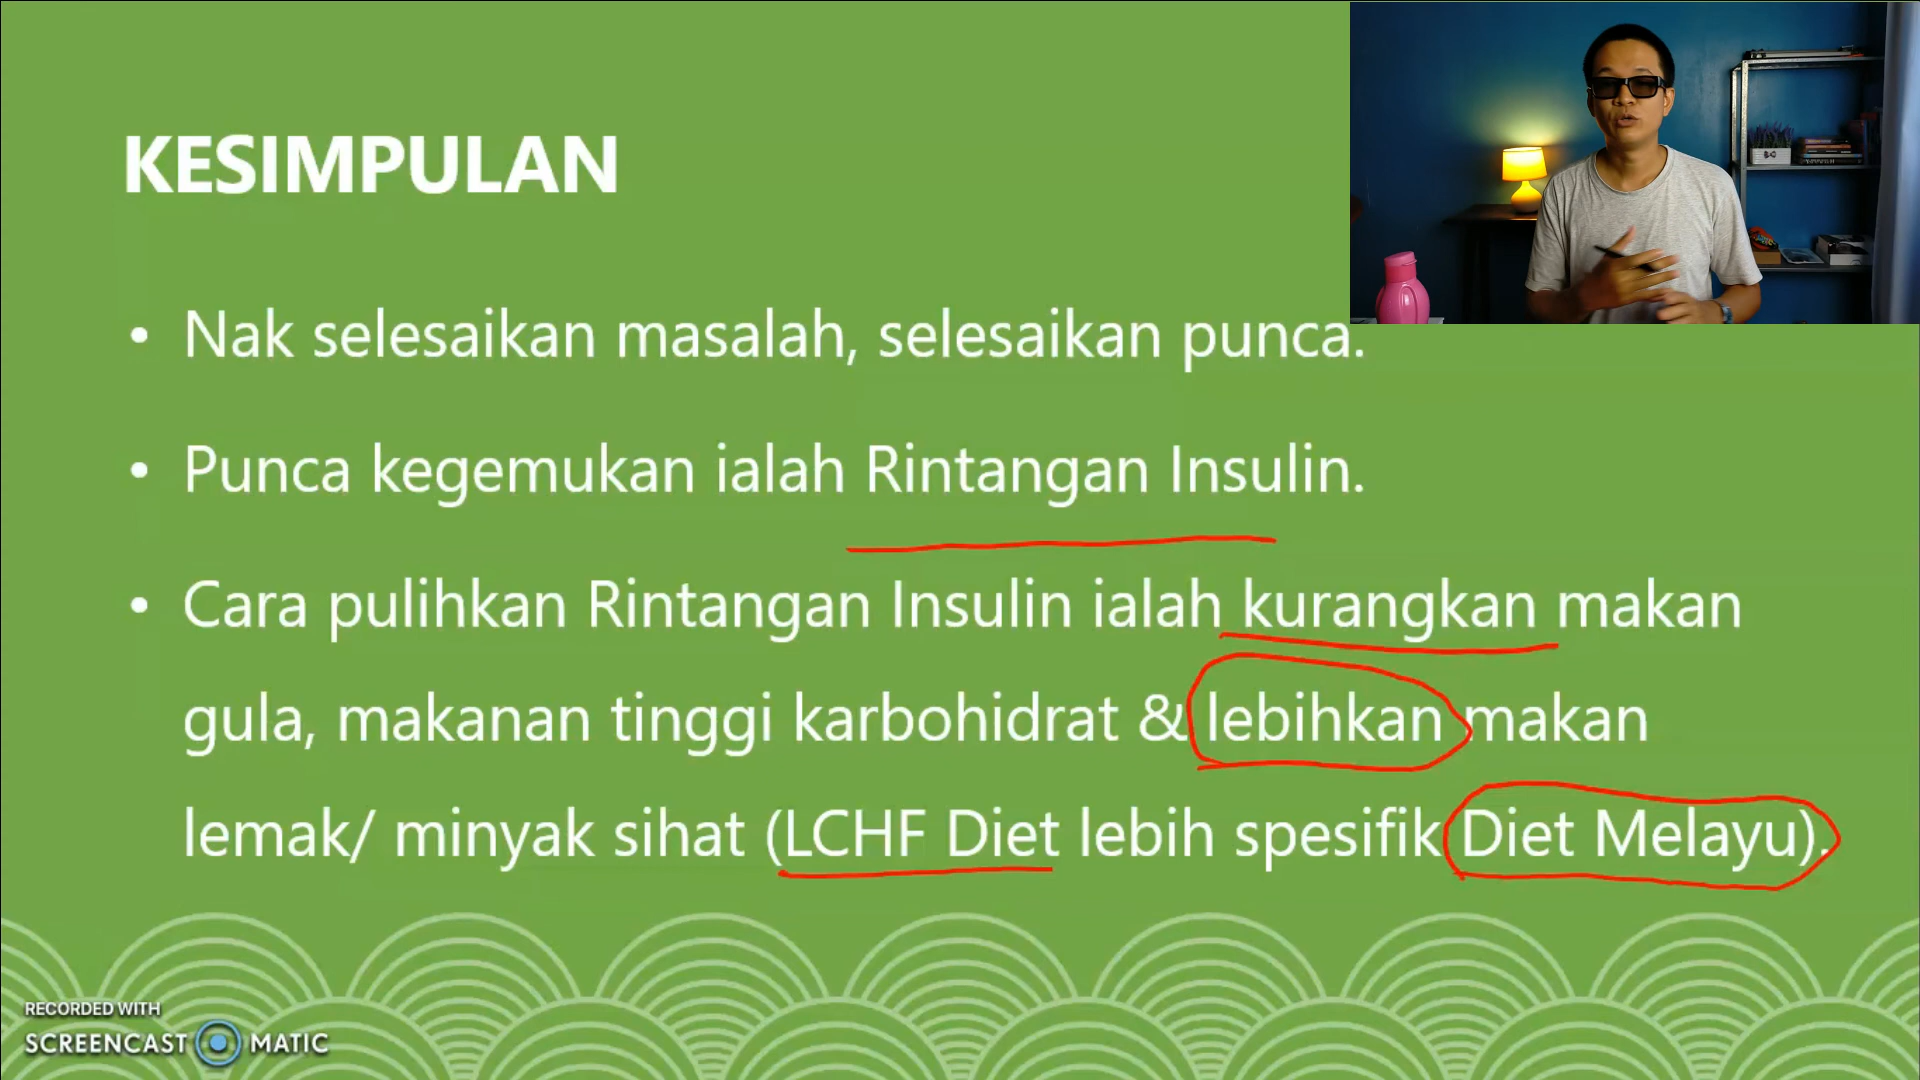 KESIMPULAN
• Nak selesaikan masalah, selesaikan punca.
• Punca kegemukan ialah Rintangan Insulin.
• Cara pulihkan Rintangan Insulin ialah kurangkan makan
gula, makanan tinggi karbohidrat & lebihkan makan
lemak/ minyak sihat (LCHF Diet lebih spesifik Diet Melayu).
RECORDED WITH
SCREENCAST MATIC